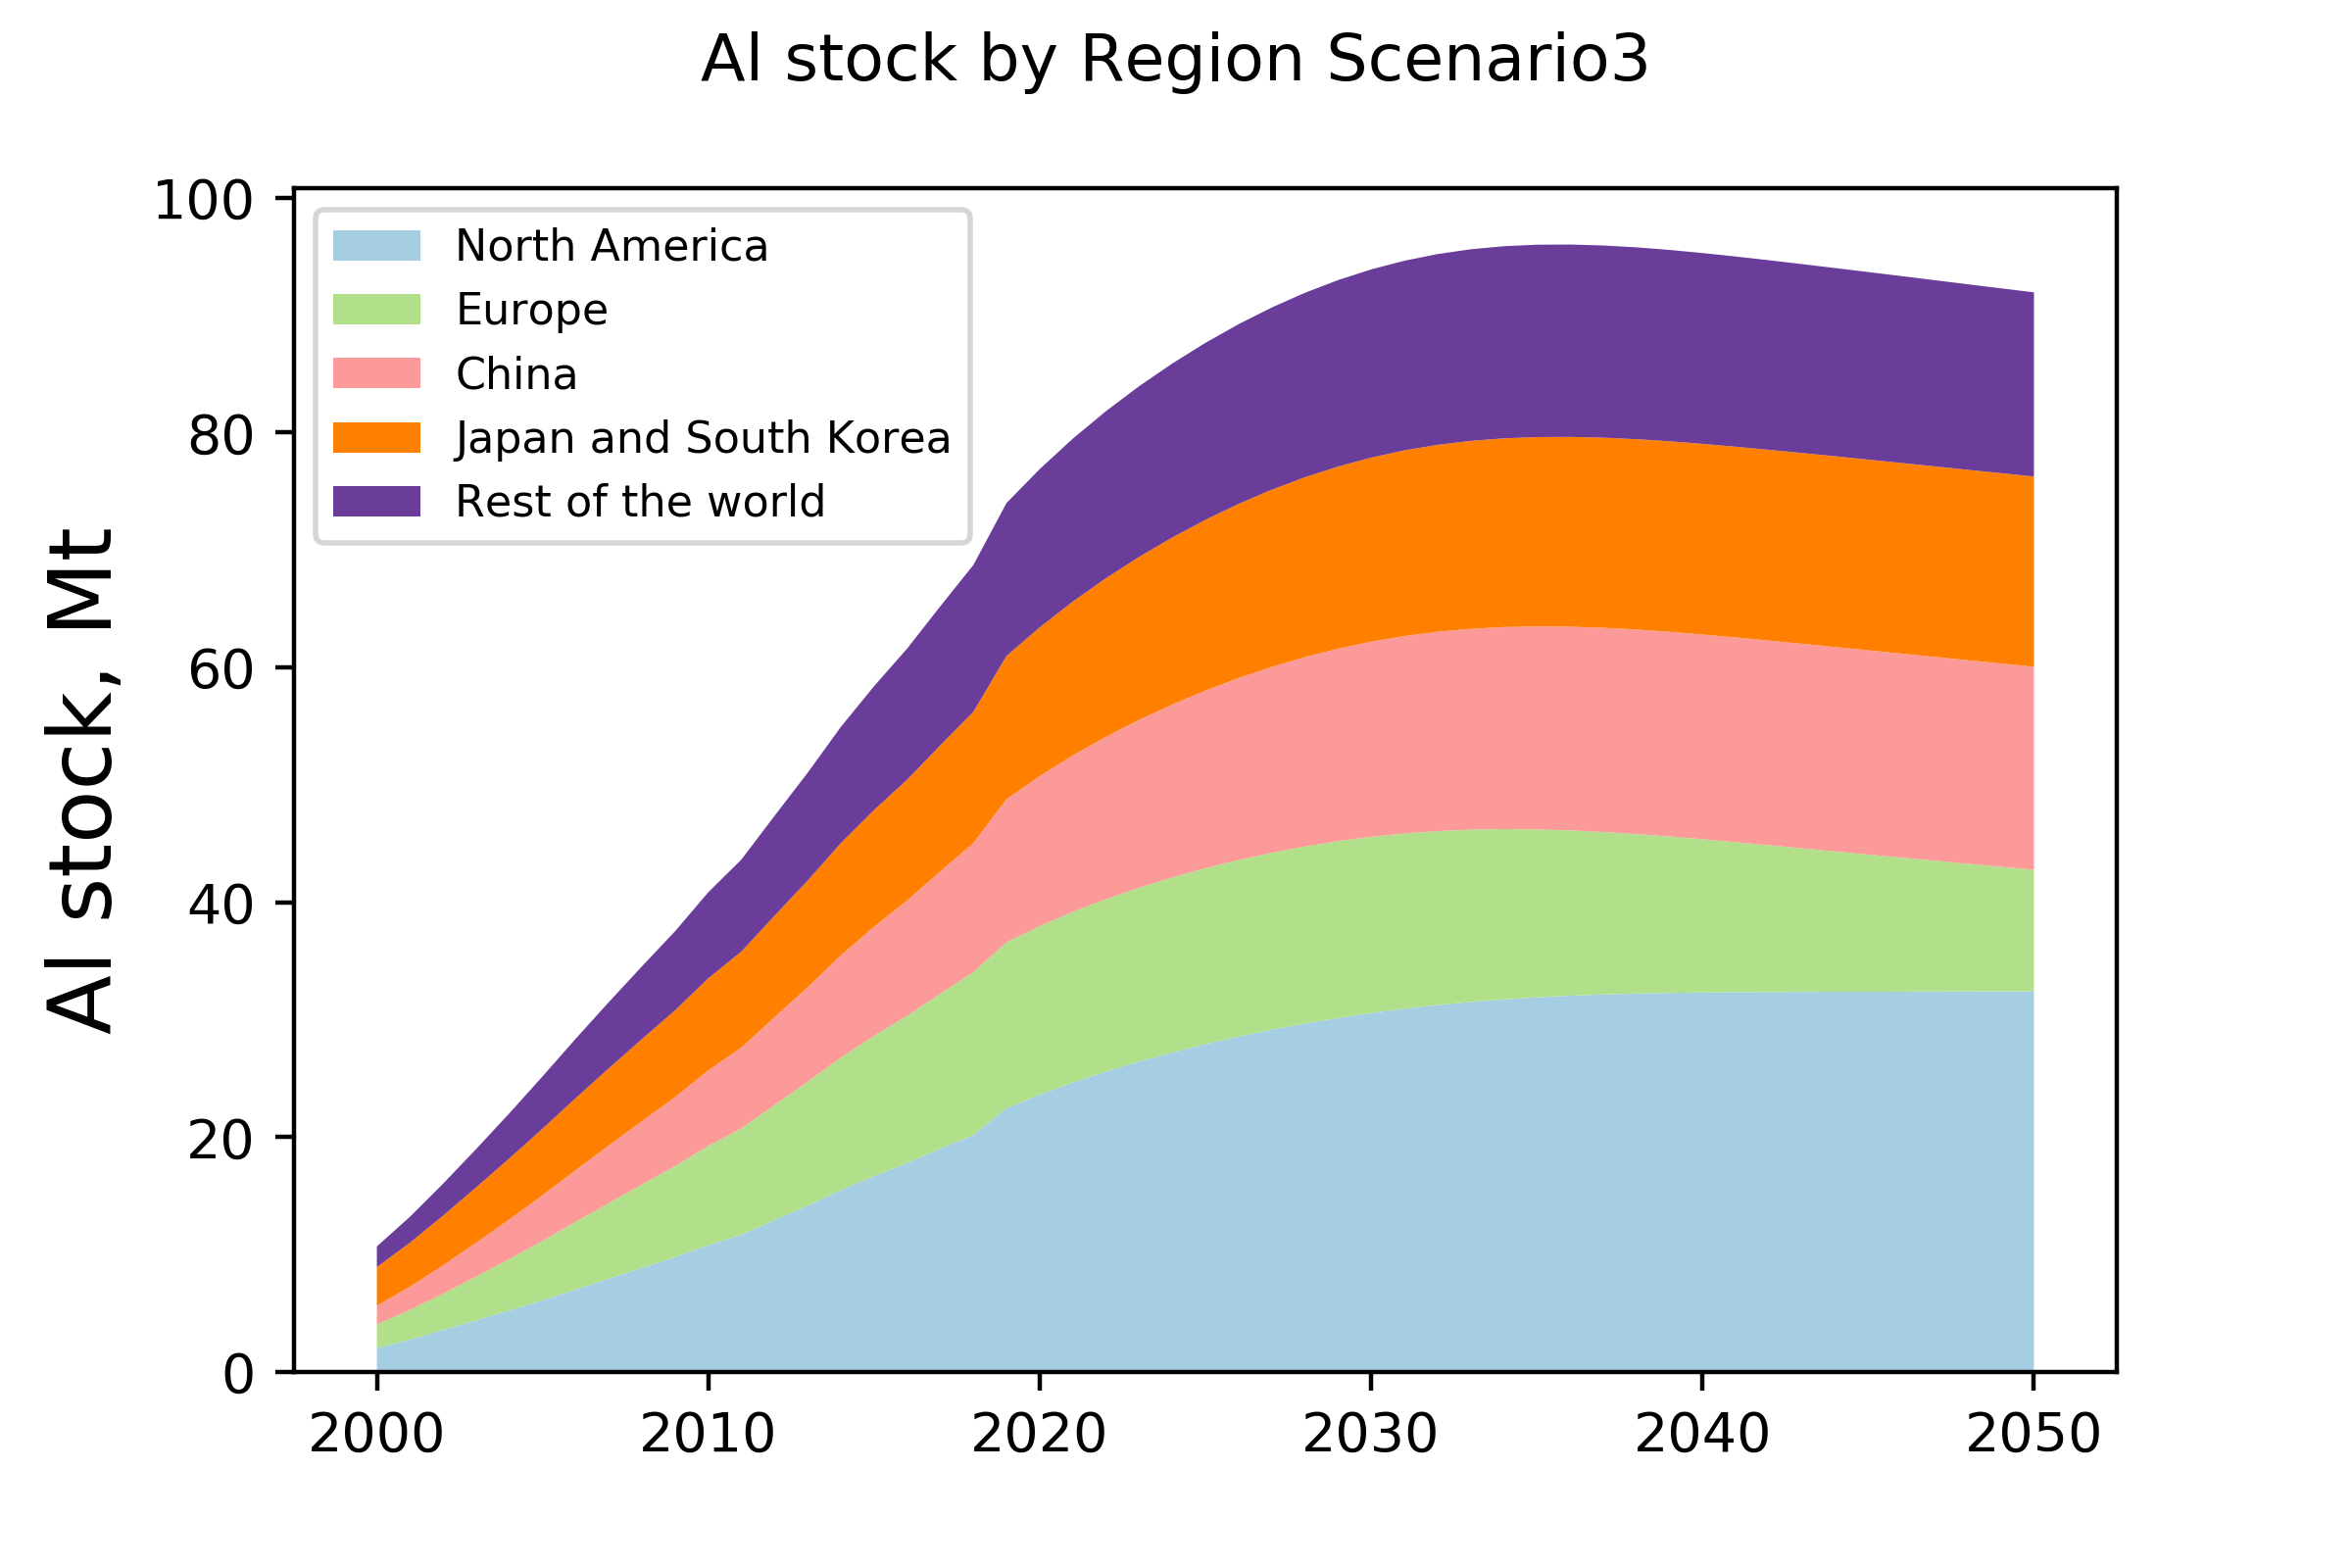 Al stock by Region Scenario3
Al stock, Mt
100
80
60
40
20
0
North America
Europe
China
Japan and South Korea
Rest of the world
2000 2010 2020 2030 2040 2050